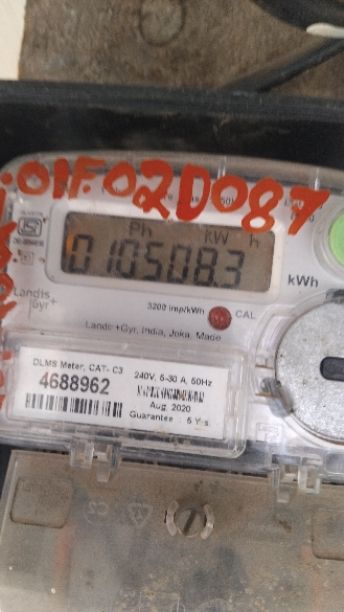 :01F02D087
Ph kW h
010508.3
kWh
Landis
Gyr+
3200 imp/kWh CAL
Landis+Gyr, India, Joka, Made
DLMS Meter, CAT- C3
4688962
240V, 5-30 A, 50Hz
Aug, 2020
Guarantee : 5 Yrs